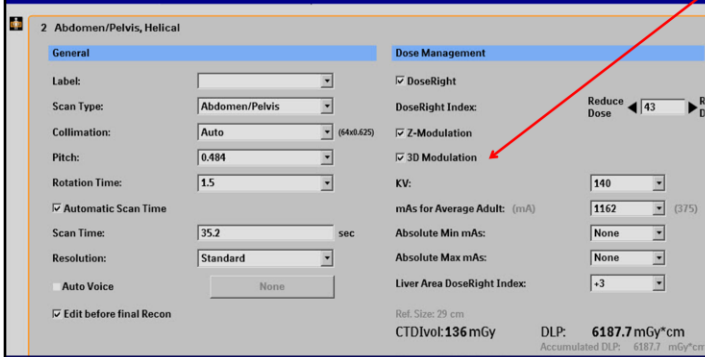 2 Abdomen/Pelvis, Helical
General
Label:
Scan Type: Abdomen/Pelvis
Collimation: Auto (64x0.625)
Pitch: 0.484
Rotation Time: 1.5
Automatic Scan Time
Scan Time: 35.2 sec
Resolution: Standard
Auto Voice None
Edit before final Recon
Dose Management
DoseRight
DoseRight Index: Reduce Dose 43
Z-Modulation
3D Modulation
KV: 140
mAs for Average Adult: (mA) 1162 (375)
Absolute Min mAs: None
Absolute Max mAs: None
Liver Area DoseRight Index: +3
Ref. Size: 29 cm
CTDIvol: 136 mGy DLP: 6187.7 mGy*cm
Accumulated DLP: 6187.7 mGy*cm